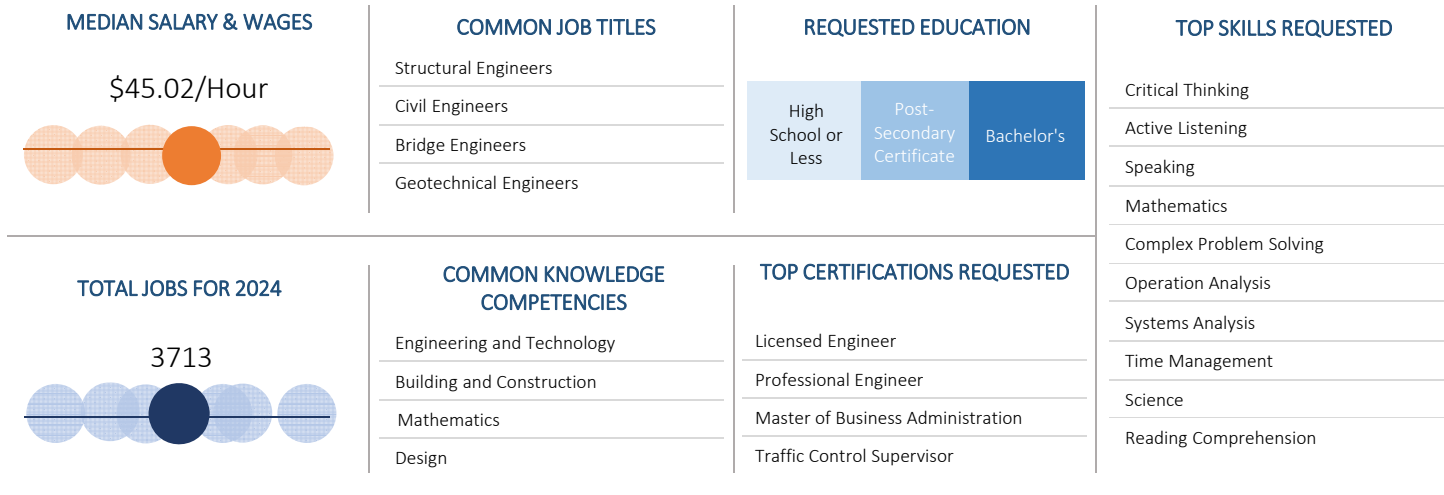 MEDIAN SALARY & WAGES
$45.02/Hour
COMMON JOB TITLES
Structural Engineers
Civil Engineers
Bridge Engineers
Geotechnical Engineers
REQUESTED EDUCATION
High
School or
Less
Post-
Secondary
Certificate
Bachelor's
TOP SKILLS REQUESTED
Critical Thinking
Active Listening
Speaking
Mathematics
Complex Problem Solving
Operation Analysis
Systems Analysis
Time Management
Science
Reading Comprehension
TOTAL JOBS FOR 2024
3713
COMMON KNOWLEDGE
COMPETENCIES
Engineering and Technology
Building and Construction
Mathematics
Design
TOP CERTIFICATIONS REQUESTED
Licensed Engineer
Professional Engineer
Master of Business Administration
Traffic Control Supervisor